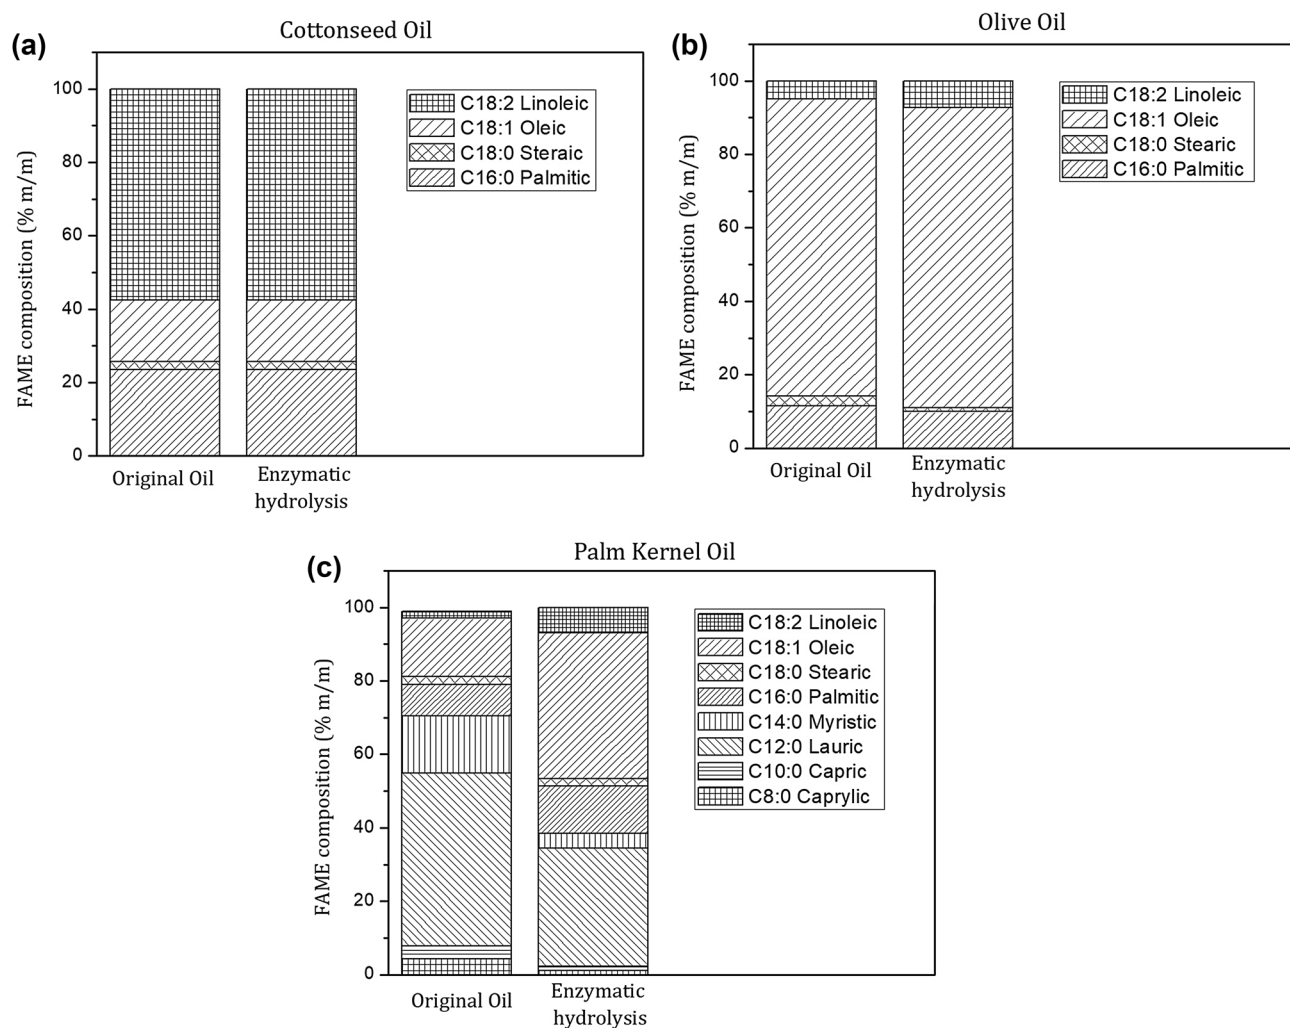 (a)
Cottonseed Oil
FAME composition (% m/m)
100
80
60
40
20
0
C18:2 Linoleic
C18:1 Oleic
C18:0 Steraic
C16:0 Palmitic
Original Oil
Enzymatic
hydrolysis
(b)
Olive Oil
FAME composition (% m/m)
100
80
60
40
20
0
C18:2 Linoleic
C18:1 Oleic
C18:0 Stearic
C16:0 Palmitic
Original Oil
Enzymatic
hydrolysis
(c)
Palm Kernel Oil
FAME composition (% m/m)
100
80
60
40
20
0
C18:2 Linoleic
C18:1 Oleic
C18:0 Stearic
C16:0 Palmitic
C14:0 Myristic
C12:0 Lauric
C10:0 Capric
C8:0 Caprylic
Original Oil
Enzymatic
hydrolysis